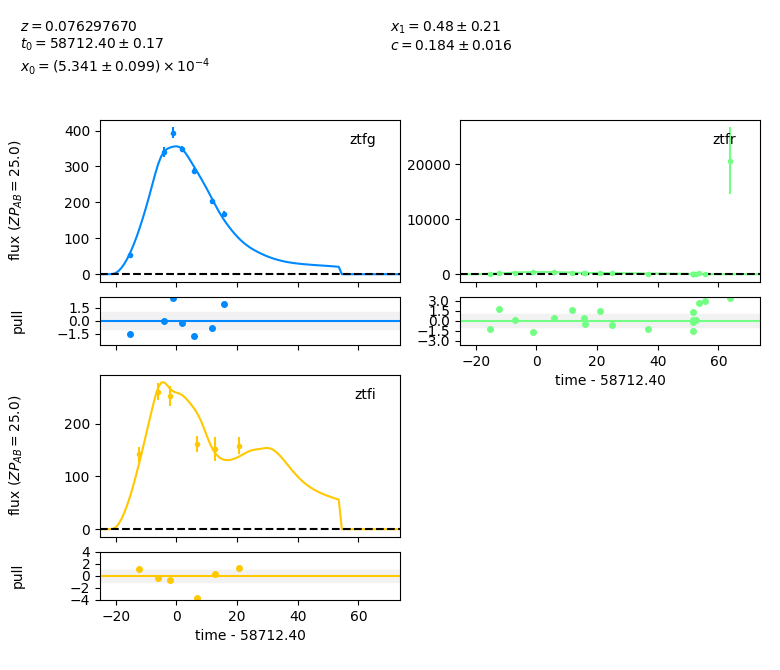 z = 0.076297670
t₀ = 58712.40 ± 0.17
x₀ = (5.341 ± 0.099) × 10⁻⁴
x₁ = 0.48 ± 0.21
c = 0.184 ± 0.016
flux (ZP_AB = 25.0)
400
300
200
100
0
ztfg
pull
1.5
0.0
−1.5
20000
10000
0
ztfr
3.0
1.5
0.0
−1.5
−3.0
−20 0 20 40 60
time - 58712.40
flux (ZP_AB = 25.0)
200
100
0
ztfi
pull
4
2
0
−2
−4
−20 0 20 40 60
time - 58712.40